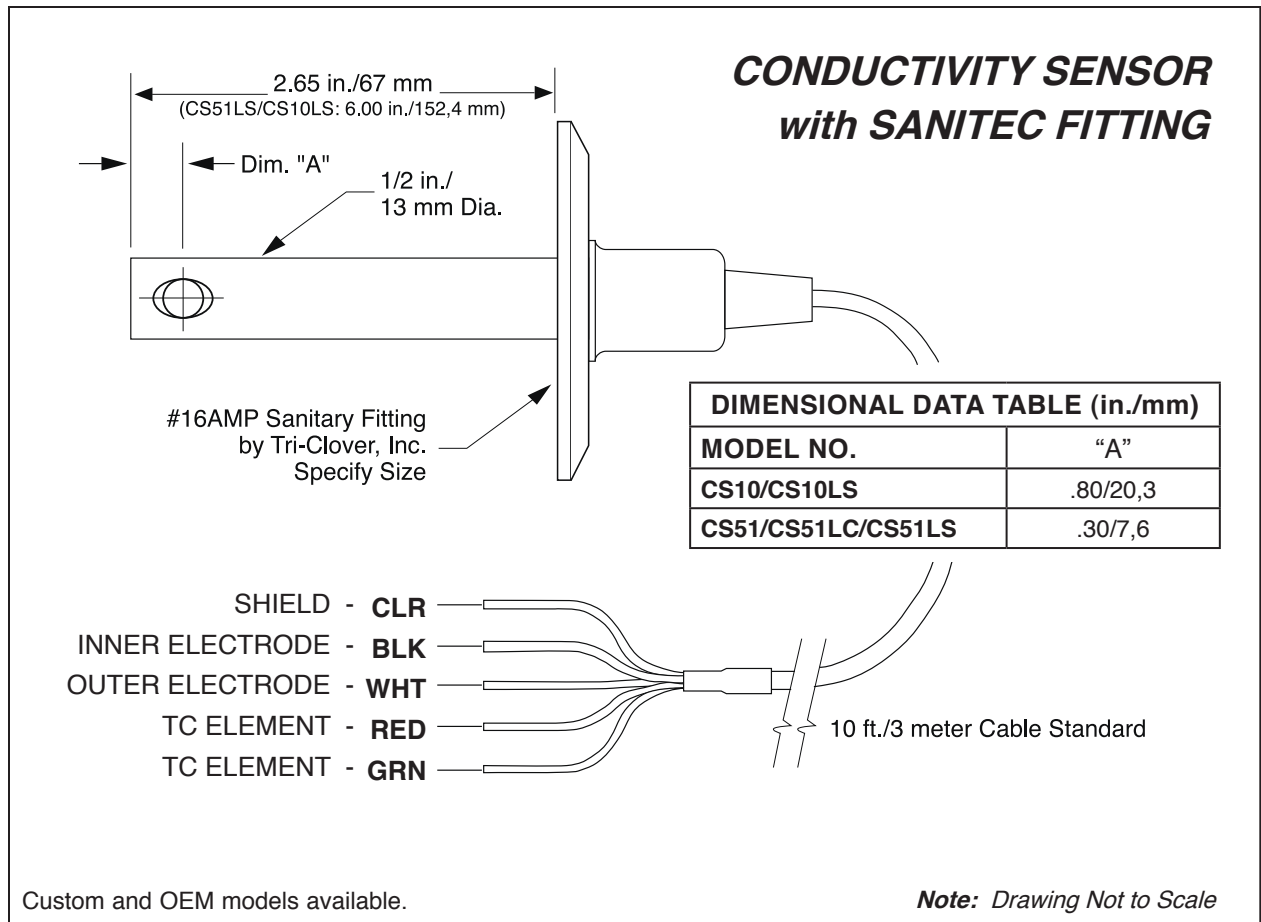 CONDUCTIVITY SENSOR
with SANITEC FITTING
2.65 in./67 mm
(CS51LS/CS10LS: 6.00 in./152,4 mm)
Dim. "A"
1/2 in./
13 mm Dia.
#16AMP Sanitary Fitting
by Tri-Clover, Inc.
Specify Size
DIMENSIONAL DATA TABLE (in./mm)
MODEL NO. “A”
CS10/CS10LS .80/20,3
CS51/CS51LC/CS51LS .30/7,6
SHIELD - CLR
INNER ELECTRODE - BLK
OUTER ELECTRODE - WHT
TC ELEMENT - RED
TC ELEMENT - GRN
10 ft./3 meter Cable Standard
Custom and OEM models available.
Note: Drawing Not to Scale